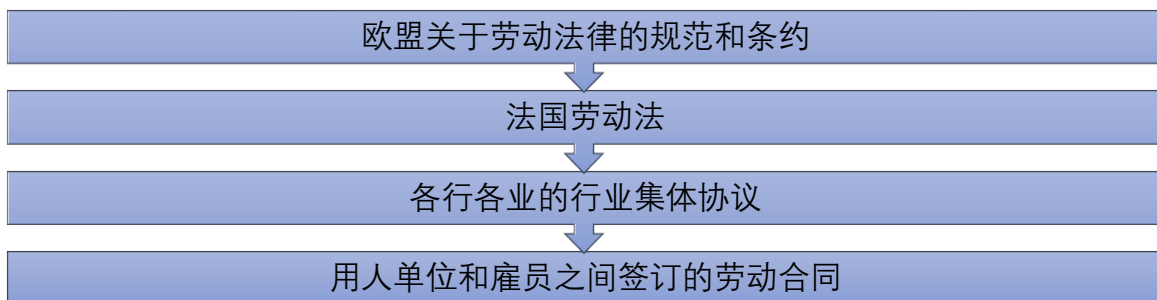 欧盟关于劳动法律的规范和条约
法国劳动法
各行各业的行业集体协议
用人单位和雇员之间签订的劳动合同